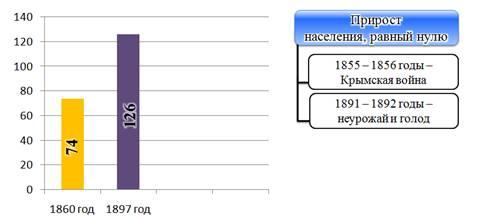 140
120
100
80
60
40
20
0
74
126
1860 год
1897 год
Прирост
населения, равный нулю
1855 – 1856 годы –
Крымская война
1891 – 1892 годы –
неурожай и голод